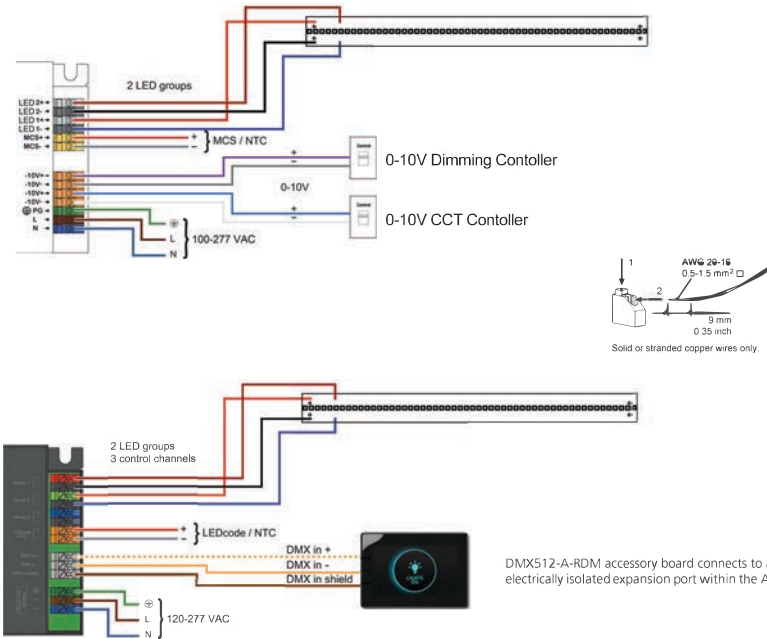 2 LED groups
LED 2+
LED 2-
LED 1+
LED 1-
MCS+
MCS-
+
-
MCS / NTC
-10V+
-10V-
-10V+
-10V-
PG
L
N
+
-
0-10V
+
-
Control
0-10V Dimming Contoller
Control
0-10V CCT Contoller
L
N
100-277 VAC
1
2
AWG 20-16
0.5-1.5 mm²
9 mm
0.35 inch
Solid or stranded copper wires only.
2 LED groups
3 control channels
+
-
LEDcode / NTC
DMX in +
DMX in -
DMX in shield
LIGHTS
L
N
120-277 VAC
DMX512-A-RDM accessory board connects to a
electrically isolated expansion port within the A